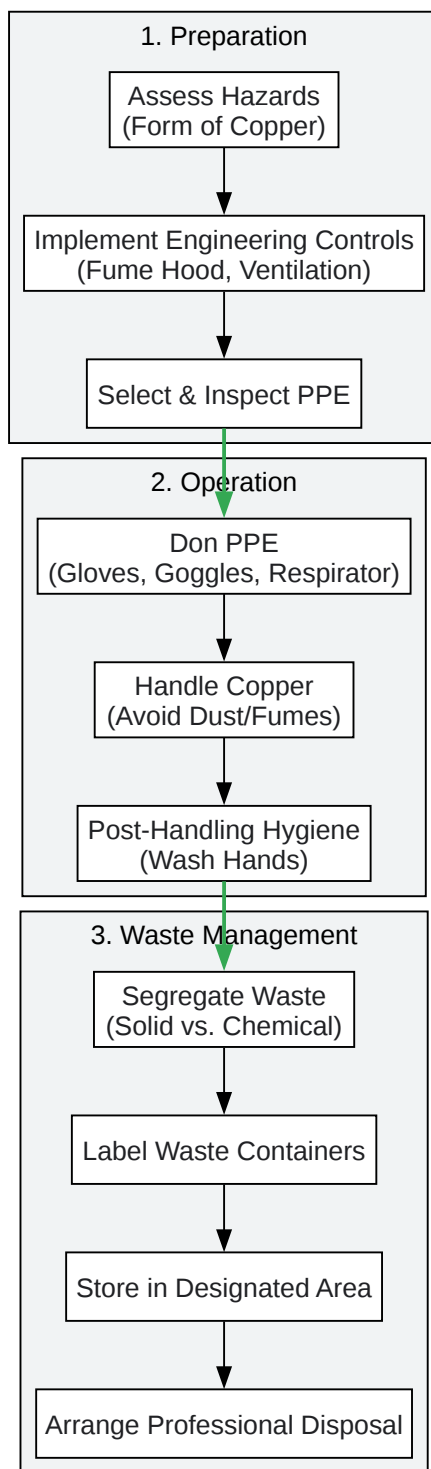 1. Preparation
Assess Hazards
(Form of Copper)
Implement Engineering Controls
(Fume Hood, Ventilation)
Select & Inspect PPE
2. Operation
Don PPE
(Gloves, Goggles, Respirator)
Handle Copper
(Avoid Dust/Fumes)
Post-Handling Hygiene
(Wash Hands)
3. Waste Management
Segregate Waste
(Solid vs. Chemical)
Label Waste Containers
Store in Designated Area
Arrange Professional Disposal